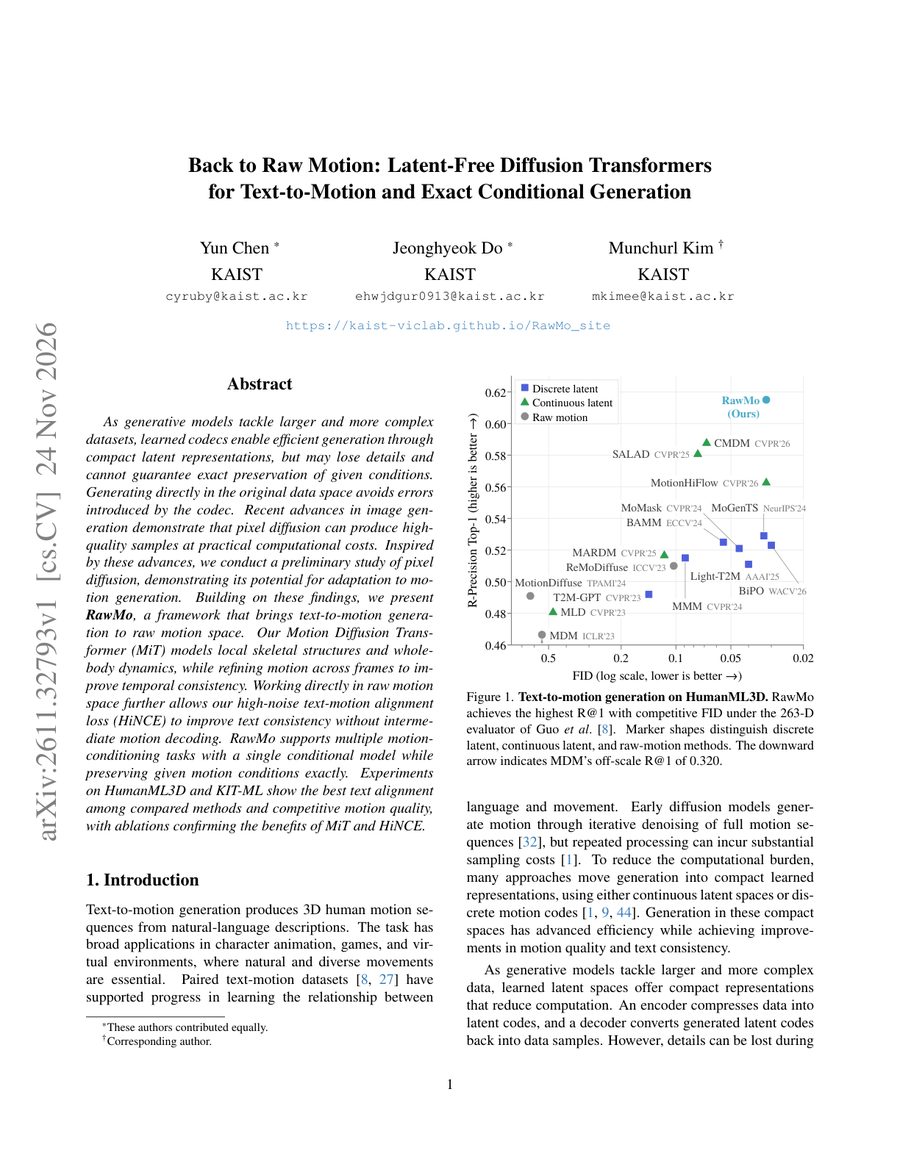 Back to Raw Motion: Latent-Free Diffusion Transformers
for Text-to-Motion and Exact Conditional Generation
Yun Chen *
KAIST
cyruby@kaist.ac.kr
Jeonghyeok Do *
KAIST
ehwjdgur0913@kaist.ac.kr
Munchurl Kim †
KAIST
mkimee@kaist.ac.kr
https://kaist-viclab.github.io/RawMo_site
arXiv:2611.32793v1 [cs.CV] 24 Nov 2026
Abstract
As generative models tackle larger and more complex
datasets, learned codecs enable efficient generation through
compact latent representations, but may lose details and
cannot guarantee exact preservation of given conditions.
Generating directly in the original data space avoids errors
introduced by the codec. Recent advances in image gen-
eration demonstrate that pixel diffusion can produce high-
quality samples at practical computational costs. Inspired
by these advances, we conduct a preliminary study of pixel
diffusion, demonstrating its potential for adaptation to mo-
tion generation. Building on these findings, we present
RawMo, a framework that brings text-to-motion genera-
tion to raw motion space. Our Motion Diffusion Trans-
former (MiT) models local skeletal structures and whole-
body dynamics, while refining motion across frames to im-
prove temporal consistency. Working directly in raw motion
space further allows our high-noise text-motion alignment
loss (HiNCE) to improve text consistency without interme-
diate motion decoding. RawMo supports multiple motion-
conditioning tasks with a single conditional model while
preserving given motion conditions exactly. Experiments
on HumanML3D and KIT-ML show the best text alignment
among compared methods and competitive motion quality,
with ablations confirming the benefits of MiT and HiNCE.
1. Introduction
Text-to-motion generation produces 3D human motion se-
quences from natural-language descriptions. The task has
broad applications in character animation, games, and vir-
tual environments, where natural and diverse movements
are essential. Paired text-motion datasets [8, 27] have
supported progress in learning the relationship between
*These authors contributed equally.
†Corresponding author.
R-Precision Top-1 (higher is better →)
0.62
0.60
0.58
0.56
0.54
0.52
0.50
0.48
0.46
Discrete latent
Continuous latent
Raw motion
RawMo
(Ours)
CMDM CVPR'26
SALAD CVPR'25
MotionHiFlow CVPR'26
MoMask CVPR'24
MoGenTS NeurIPS'24
BAMM ECCV'24
MARDM CVPR'25
ReMoDiffuse ICCV'23
Light-T2M AAAI'25
MotionDiffuse TPAMI'24
BiPO WACV'26
T2M-GPT CVPR'23
MMM CVPR'24
MLD CVPR'23
MDM ICLR'23
0.5
0.2
0.1
0.05
0.02
FID (log scale, lower is better →)
Figure 1. Text-to-motion generation on HumanML3D. RawMo
achieves the highest R@1 with competitive FID under the 263-D
evaluator of Guo et al. [8]. Marker shapes distinguish discrete
latent, continuous latent, and raw-motion methods. The downward
arrow indicates MDM's off-scale R@1 of 0.320.
language and movement. Early diffusion models gener-
ate motion through iterative denoising of full motion se-
quences [32], but repeated processing can incur substantial
sampling costs [1]. To reduce the computational burden,
many approaches move generation into compact learned
representations, using either continuous latent spaces or dis-
crete motion codes [1, 9, 44]. Generation in these compact
spaces has advanced efficiency while achieving improve-
ments in motion quality and text consistency.
As generative models tackle larger and more complex
data, learned latent spaces offer compact representations
that reduce computation. An encoder compresses data into
latent codes, and a decoder converts generated latent codes
back into data samples. However, details can be lost during
1